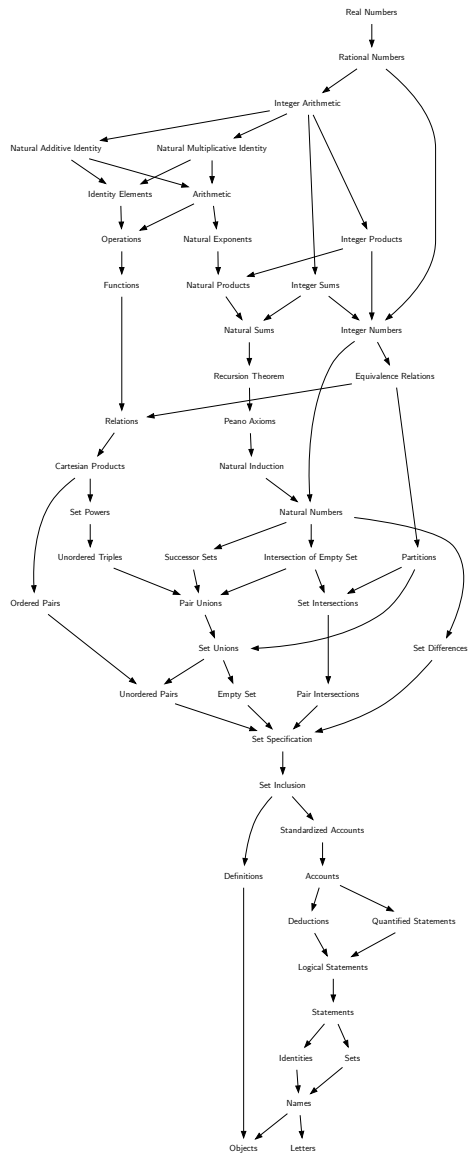 Real Numbers
Rational Numbers
Integer Arithmetic
Natural Additive Identity
Natural Multiplicative Identity
Identity Elements
Arithmetic
Operations
Natural Exponents
Integer Products
Functions
Natural Products
Integer Sums
Natural Sums
Integer Numbers
Recursion Theorem
Equivalence Relations
Relations
Peano Axioms
Cartesian Products
Natural Induction
Set Powers
Natural Numbers
Unordered Triples
Successor Sets
Intersection of Empty Set
Partitions
Ordered Pairs
Pair Unions
Set Intersections
Set Unions
Set Differences
Unordered Pairs
Empty Set
Pair Intersections
Set Specification
Set Inclusion
Standardized Accounts
Definitions
Accounts
Deductions
Quantified Statements
Logical Statements
Statements
Identities
Sets
Names
Objects
Letters